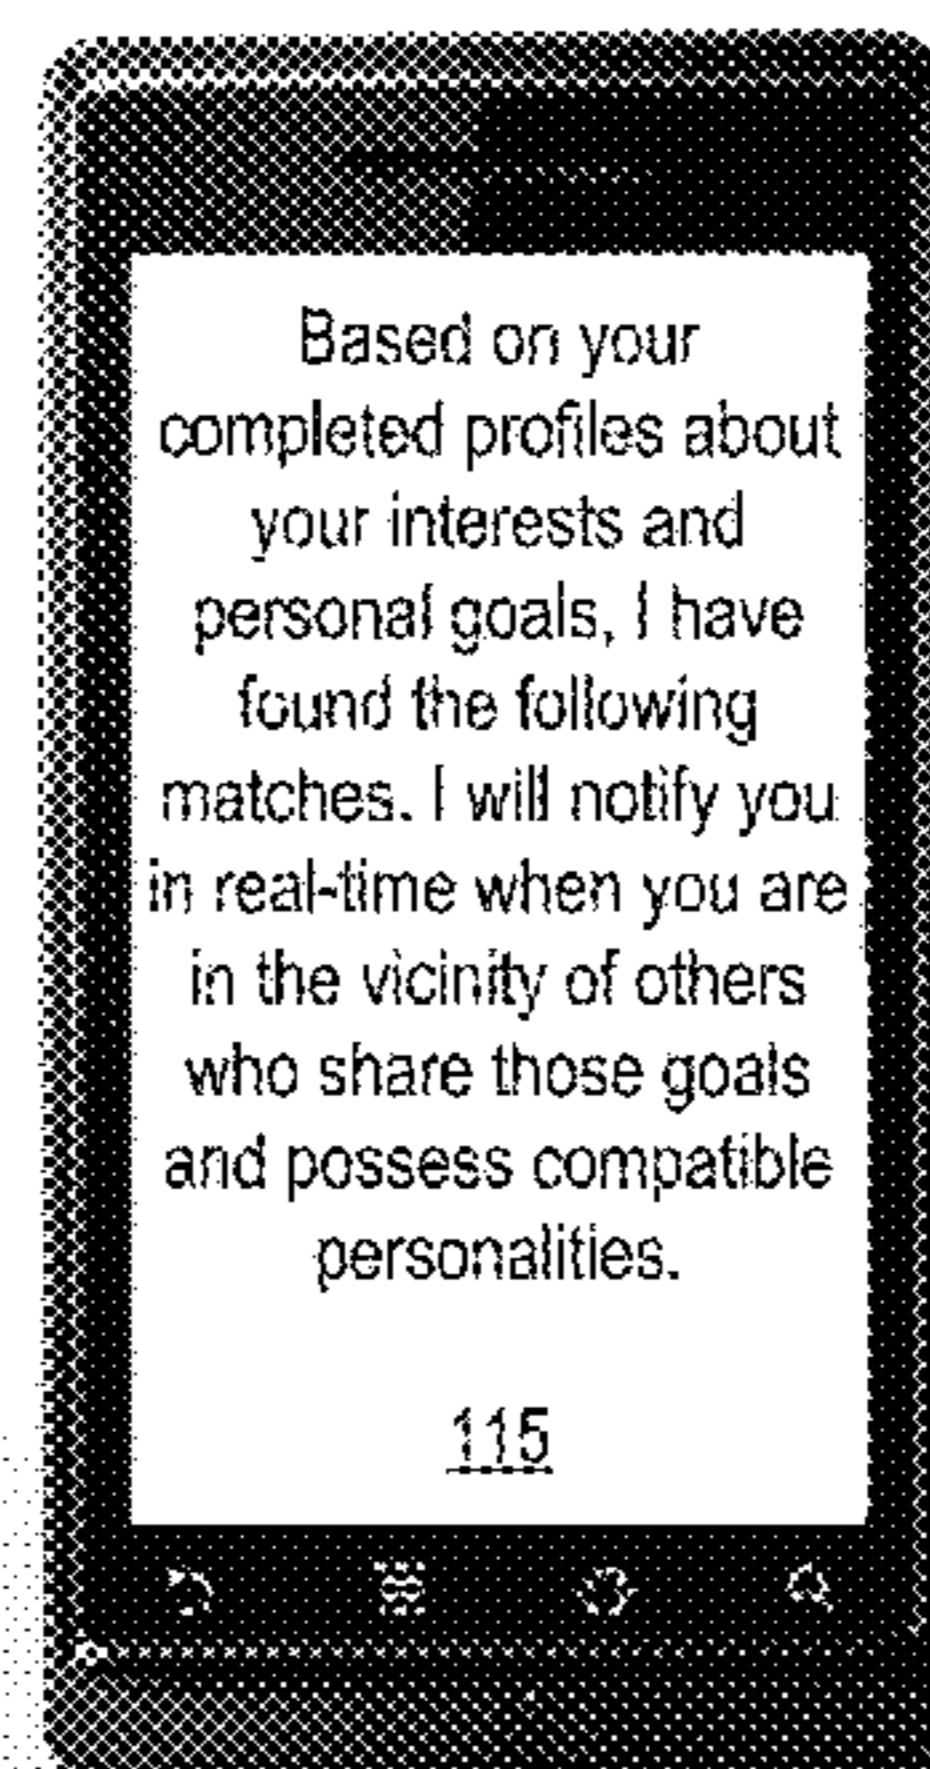 Based on your
completed profiles about
your interests and
personal goals, I have
found the following
matches. I will notify you
in real-time when you are
in the vicinity of others
who share those goals
and possess compatible
personalities.
115